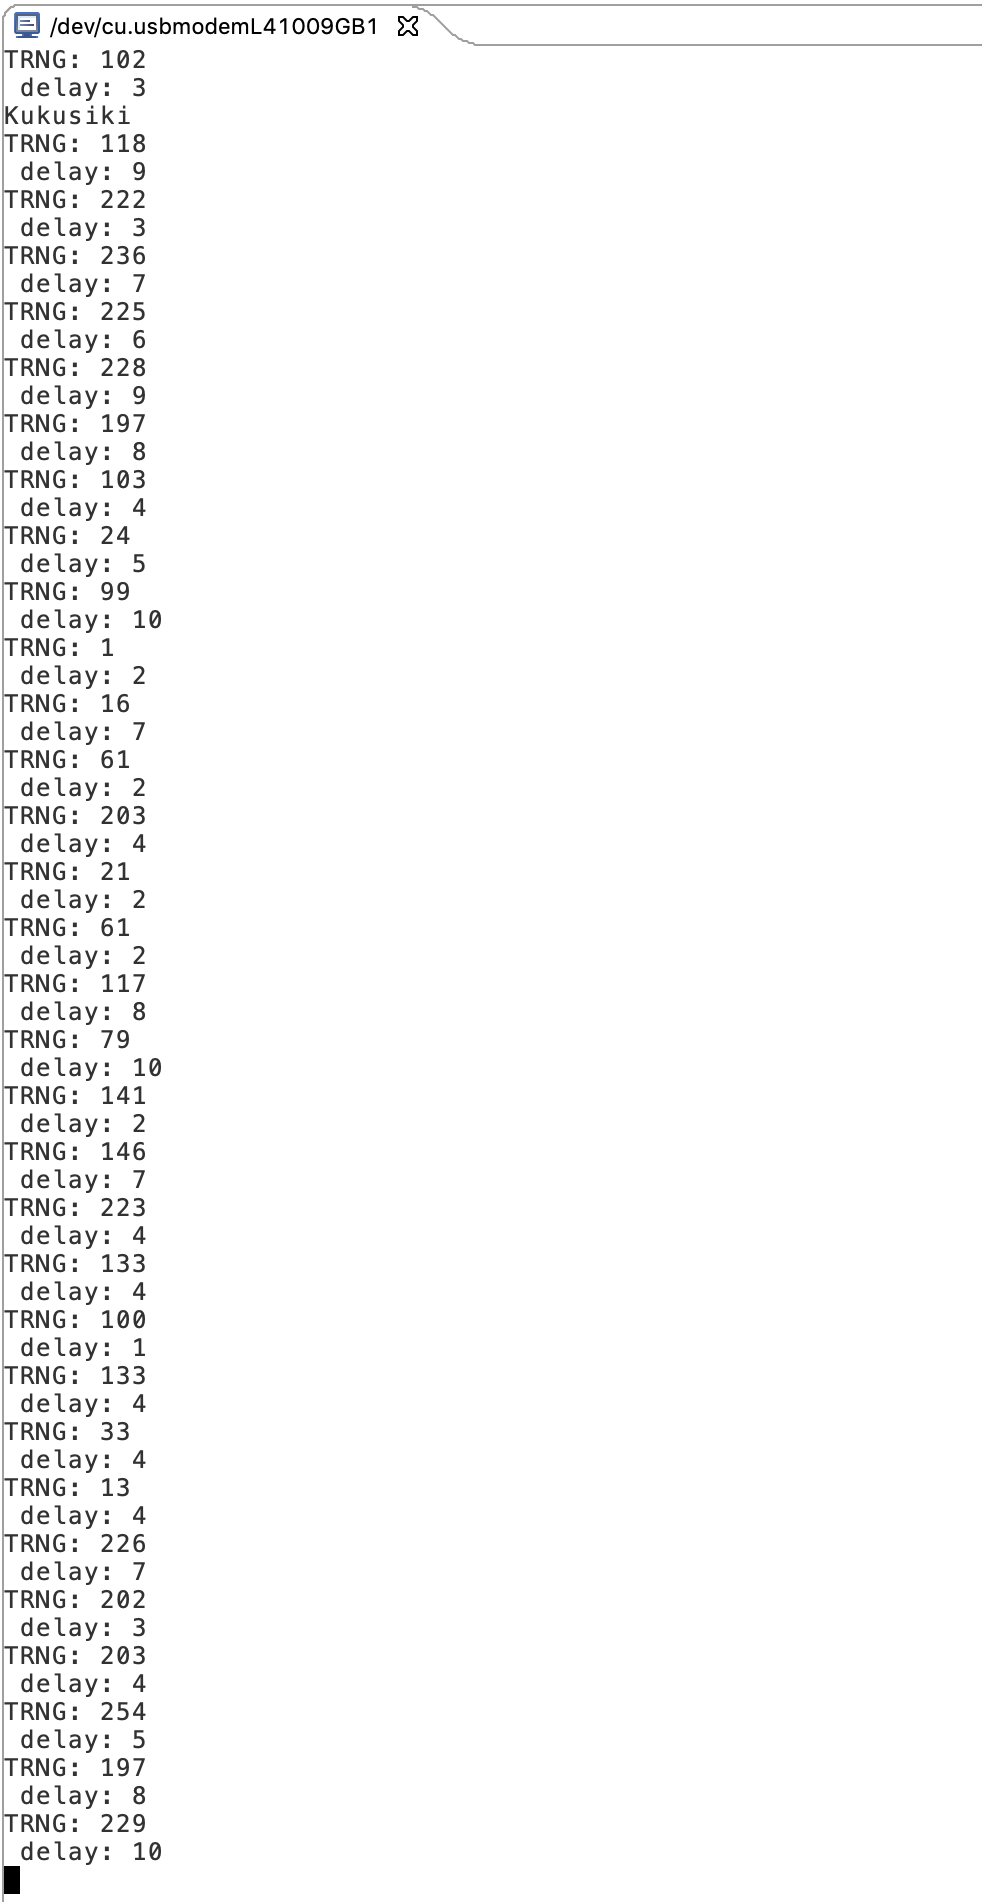 /dev/cu.usbmodemL41009GB1
TRNG: 102
 delay: 3
Kukusiki
TRNG: 118
 delay: 9
TRNG: 222
 delay: 3
TRNG: 236
 delay: 7
TRNG: 225
 delay: 6
TRNG: 228
 delay: 9
TRNG: 197
 delay: 8
TRNG: 103
 delay: 4
TRNG: 24
 delay: 5
TRNG: 99
 delay: 10
TRNG: 1
 delay: 2
TRNG: 16
 delay: 7
TRNG: 61
 delay: 2
TRNG: 203
 delay: 4
TRNG: 21
 delay: 2
TRNG: 61
 delay: 2
TRNG: 117
 delay: 8
TRNG: 79
 delay: 10
TRNG: 141
 delay: 2
TRNG: 146
 delay: 7
TRNG: 223
 delay: 4
TRNG: 133
 delay: 4
TRNG: 100
 delay: 1
TRNG: 133
 delay: 4
TRNG: 33
 delay: 4
TRNG: 13
 delay: 4
TRNG: 226
 delay: 7
TRNG: 202
 delay: 3
TRNG: 203
 delay: 4
TRNG: 254
 delay: 5
TRNG: 197
 delay: 8
TRNG: 229
 delay: 10